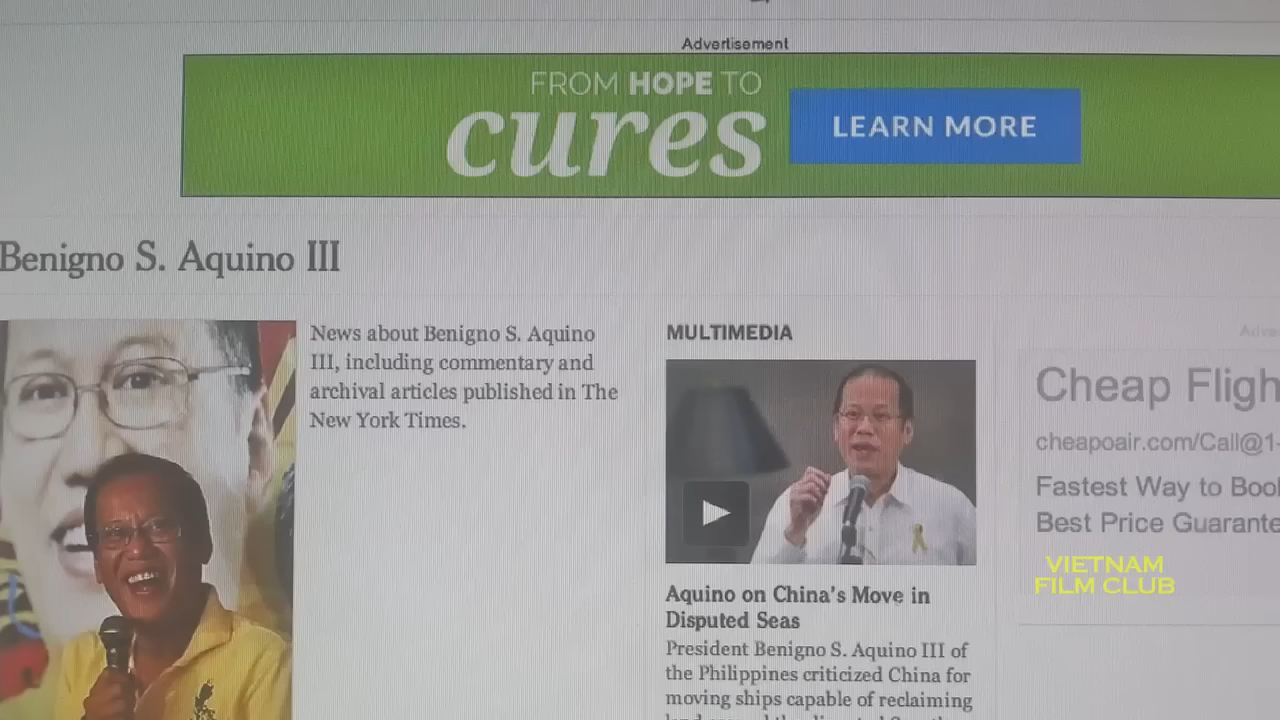 Advertisement
FROM HOPE TO
cures
LEARN MORE
Benigno S. Aquino III
News about Benigno S. Aquino
III, including commentary and
archival articles published in The
New York Times.
MULTIMEDIA
Aquino on China's Move in
Disputed Seas
President Benigno S. Aquino III of
the Philippines criticized China for
moving ships capable of reclaiming
Cheap Fligh
cheapoair.com/Call@1-
Fastest Way to Bool
Best Price Guarante
VIETNAM
FILM CLUB